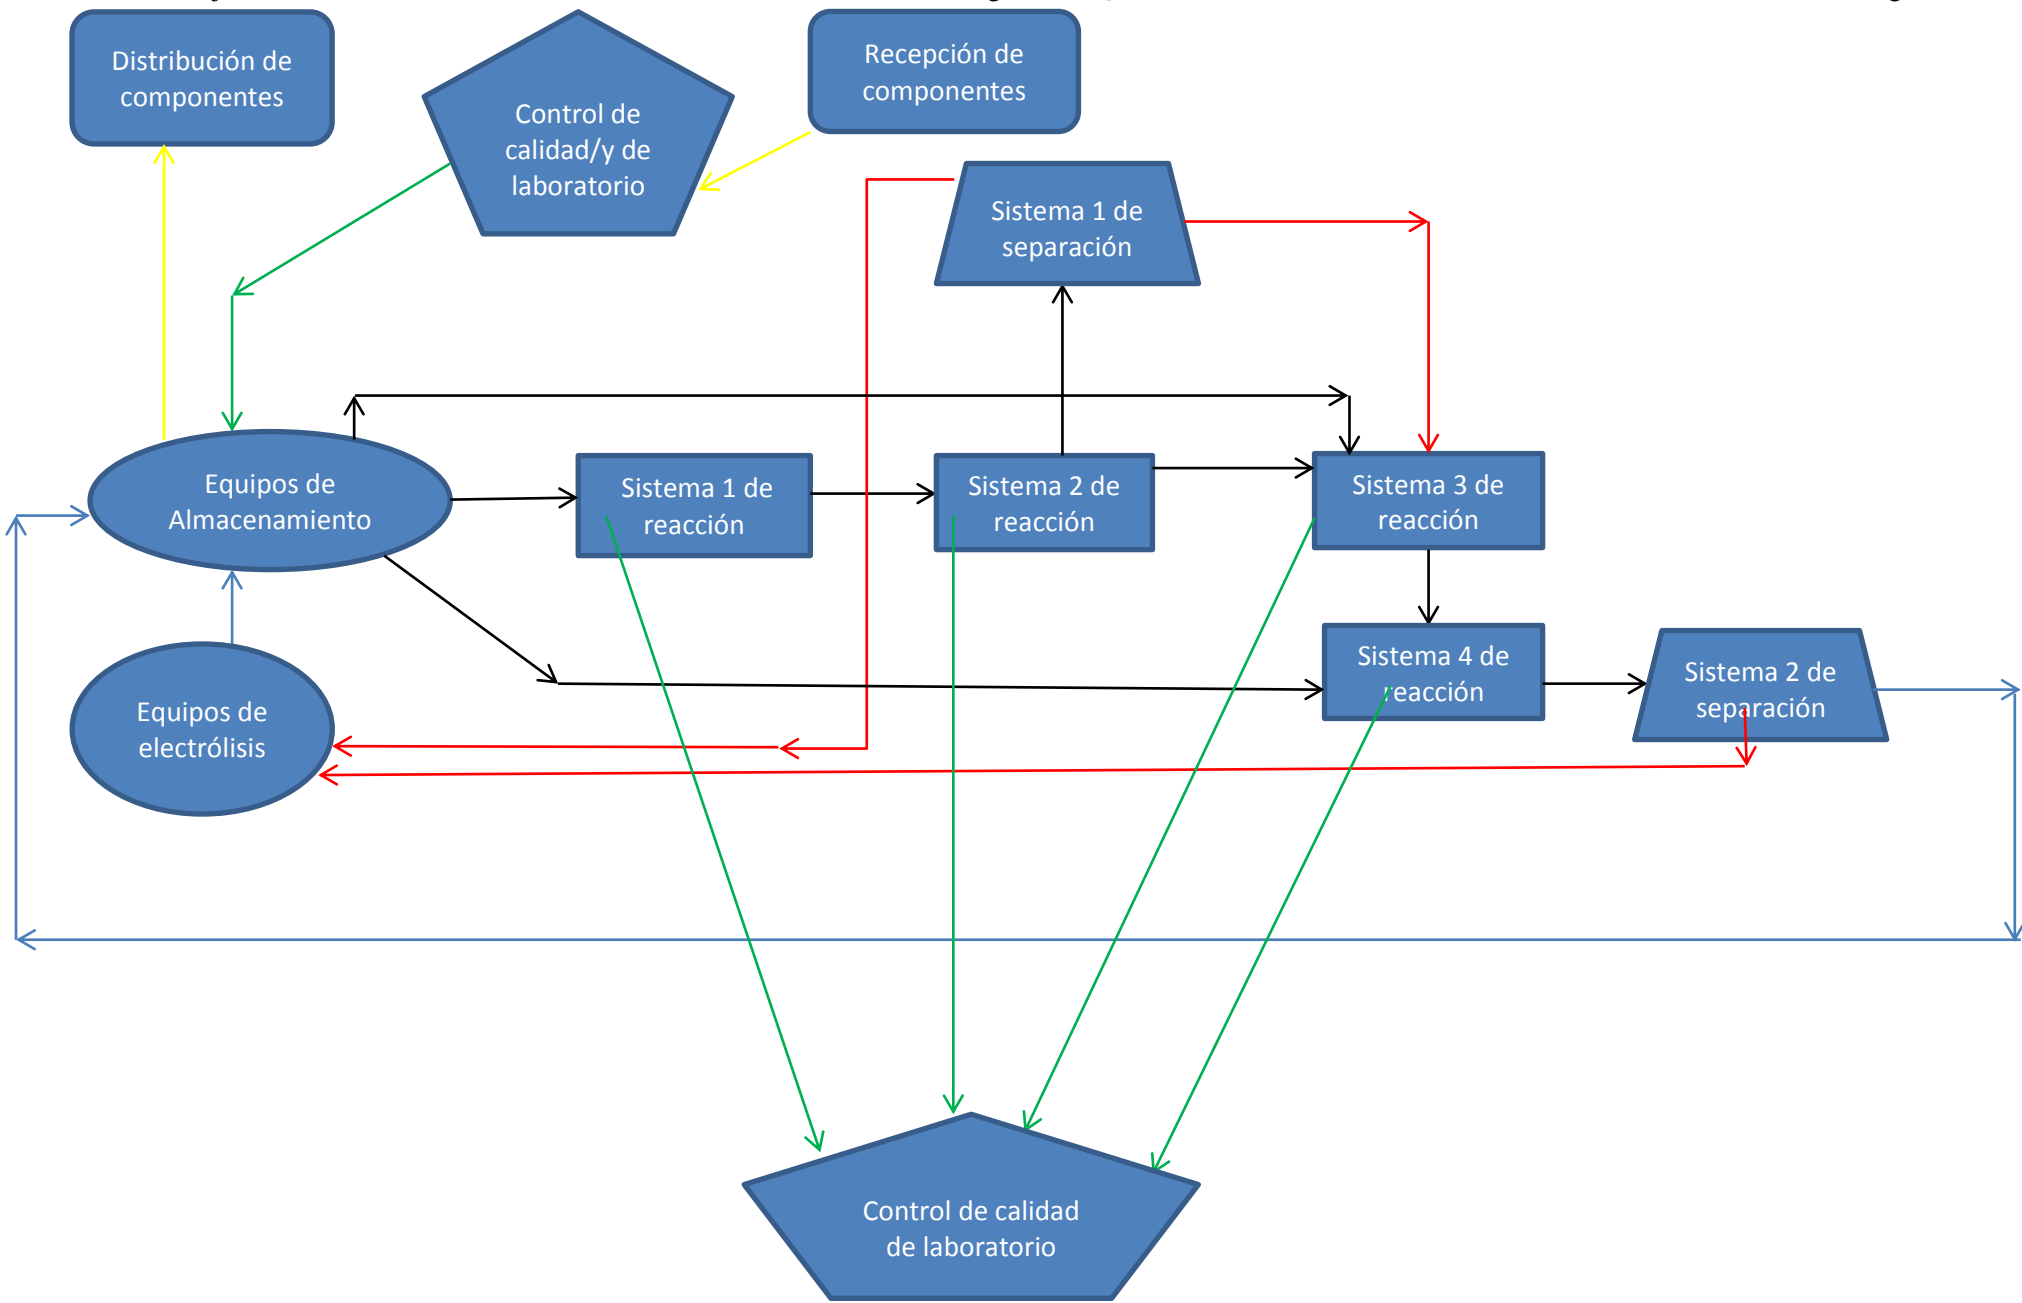 Distribución de
componentes
Control de
calidad/y de
laboratorio
Recepción de
componentes
Sistema 1 de
separación
Equipos de
Almacenamiento
Sistema 1 de
reacción
Sistema 2 de
reacción
Sistema 3 de
reacción
Sistema 4 de
reacción
Sistema 2 de
separación
Equipos de
electrólisis
Control de calidad
de laboratorio